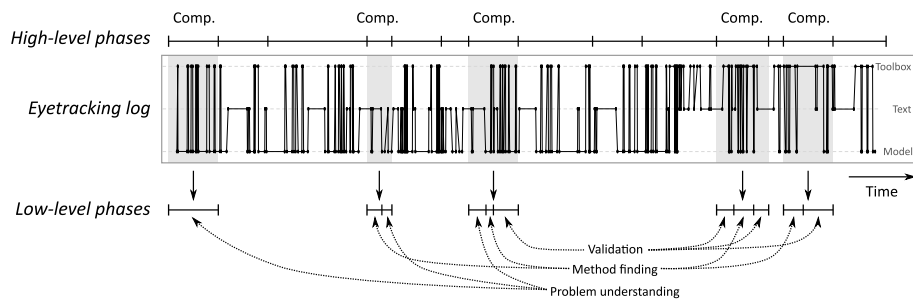 Comp. Comp. Comp. Comp. Comp.
High-level phases
Toolbox
Eyetracking log Text
Model
Time
Low-level phases
Validation
Method finding
Problem understanding